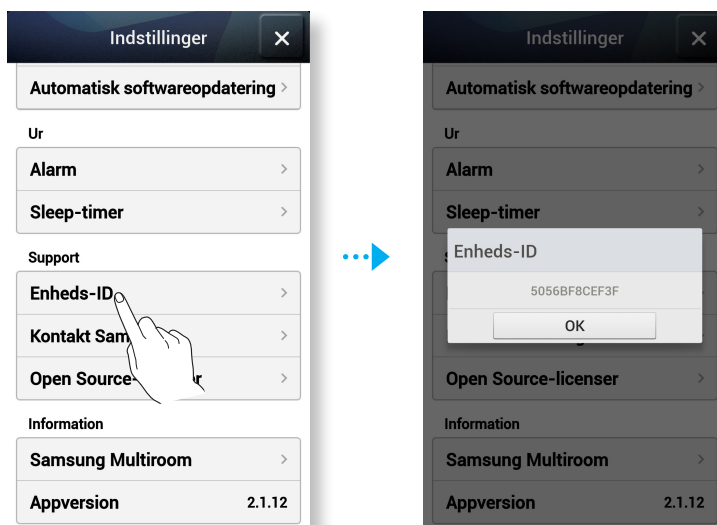 Indstillinger
Automatisk softwareopdatering
Ur
Alarm
Sleep-timer
Support
Enheds-ID
Kontakt Sam
Open Source-
Information
Samsung Multiroom
Appversion 2.1.12
Indstillinger
Automatisk softwareopdatering
Ur
Alarm
Sleep-timer
Enheds-ID
5056BF8CEF3F
OK
Open Source-licenser
Information
Samsung Multiroom
Appversion 2.1.12